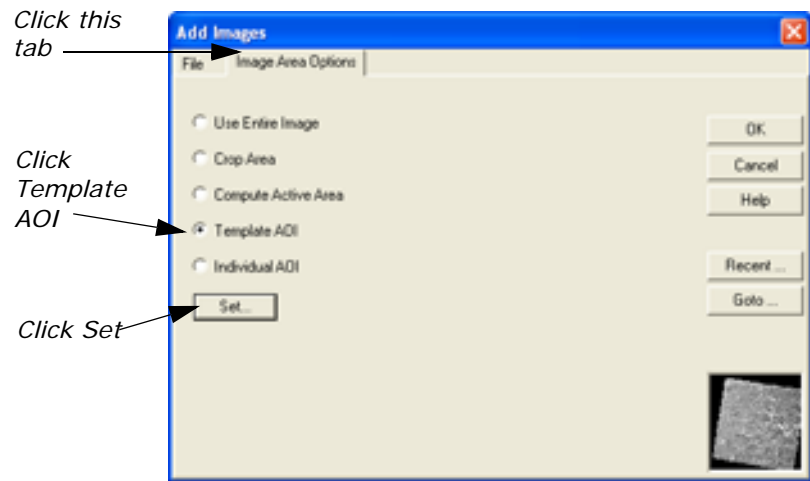 Click this
tab
Add Images
File
Image Area Options
Use Entire Image
Crop Area
Compute Active Area
Click
Template
AOI
Template AOI
Individual AOI
Click Set
Set...
OK
Cancel
Help
Recent ...
Goto ...